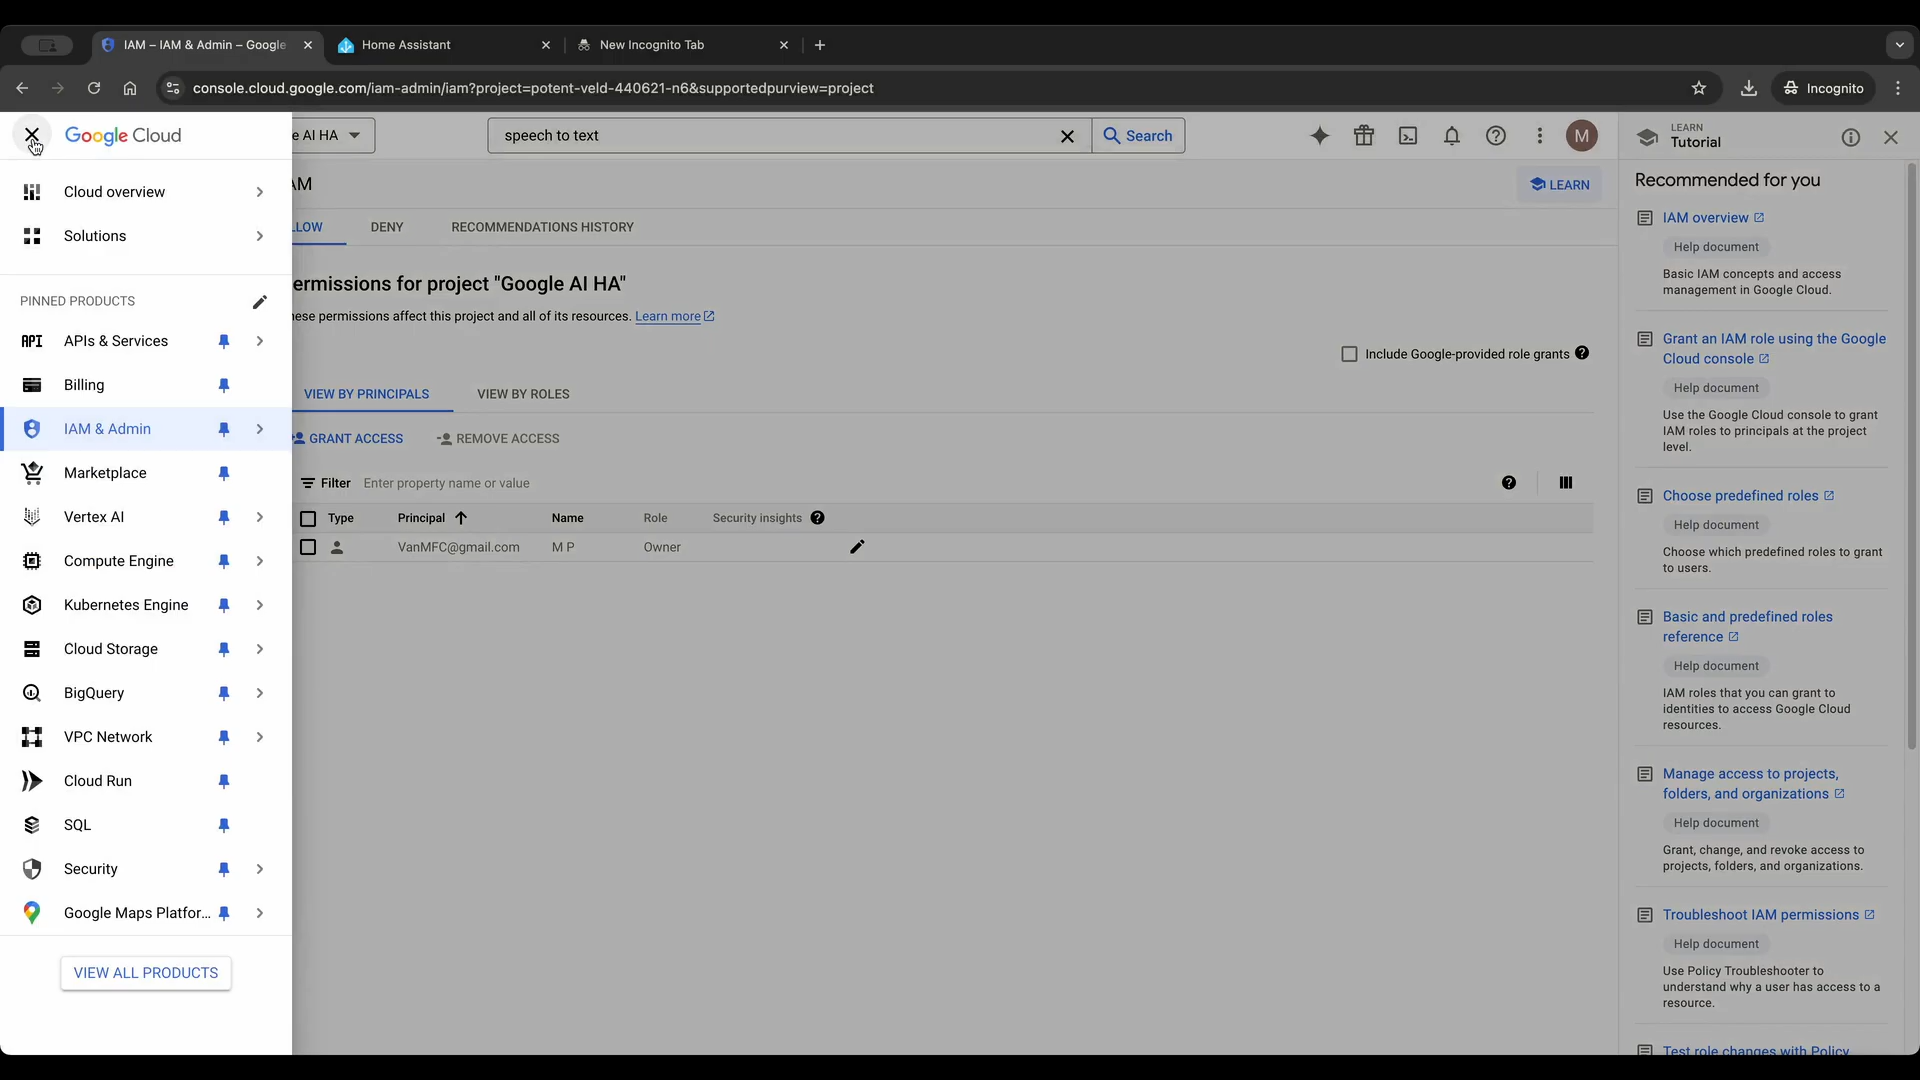 IAM – IAM & Admin – Google
Home Assistant
New Incognito Tab
console.cloud.google.com/iam-admin/iam?project=potent-veld-440621-n6&supportedpurview=project
Incognito
Google Cloud
e AI HA
speech to text
Search
M
LEARN
Tutorial
Cloud overview
Solutions
PINNED PRODUCTS
API
APIs & Services
Billing
IAM & Admin
Marketplace
Vertex AI
Compute Engine
Kubernetes Engine
Cloud Storage
BigQuery
VPC Network
Cloud Run
SQL
Security
Google Maps Platfor...
VIEW ALL PRODUCTS
AM
LEARN
LLOW
DENY
RECOMMENDATIONS HISTORY
ermissions for project "Google AI HA"
hese permissions affect this project and all of its resources. Learn more
Include Google-provided role grants
VIEW BY PRINCIPALS
VIEW BY ROLES
GRANT ACCESS
REMOVE ACCESS
Filter
Enter property name or value
Type
Principal
Name
Role
Security insights
VanMFC@gmail.com
M P
Owner
Recommended for you
IAM overview
Help document
Basic IAM concepts and access
management in Google Cloud.
Grant an IAM role using the Google
Cloud console
Help document
Use the Google Cloud console to grant
IAM roles to principals at the project
level.
Choose predefined roles
Help document
Choose which predefined roles to grant
to users.
Basic and predefined roles
reference
Help document
IAM roles that you can grant to
identities to access Google Cloud
resources.
Manage access to projects,
folders, and organizations
Help document
Grant, change, and revoke access to
projects, folders, and organizations.
Troubleshoot IAM permissions
Help document
Use Policy Troubleshooter to
understand why a user has access to a
resource.
Test role changes with Policy